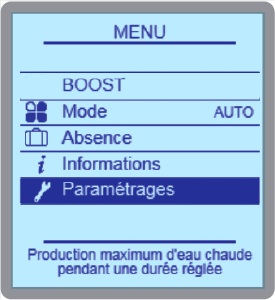 MENU
BOOST
Mode AUTO
Absence
i Informations
Paramétrages
Production maximum d'eau chaude
pendant une durée réglée